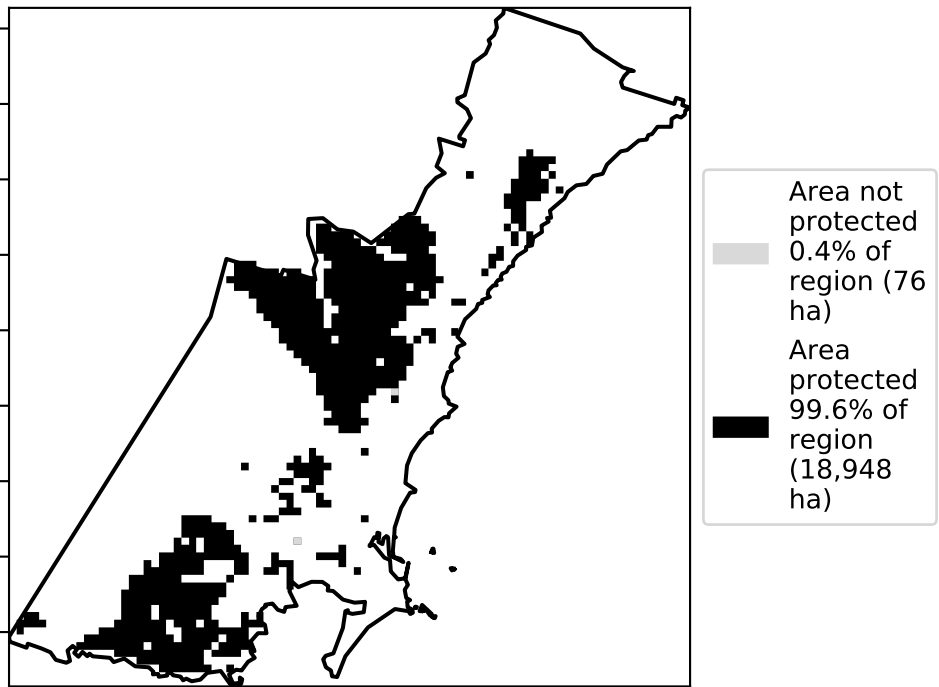 Area not
protected
0.4% of
region (76
ha)
Area
protected
99.6% of
region
(18,948
ha)